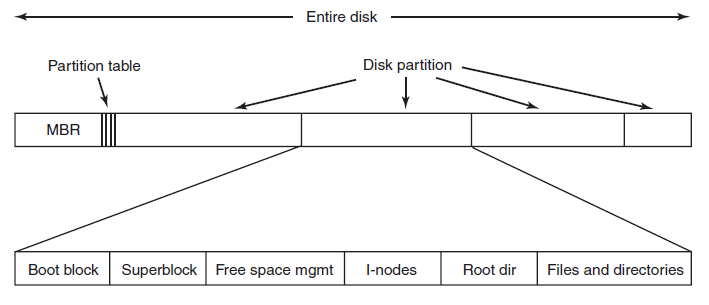 Entire disk
Partition table
Disk partition
MBR
Boot block
Superblock
Free space mgmt
I-nodes
Root dir
Files and directories